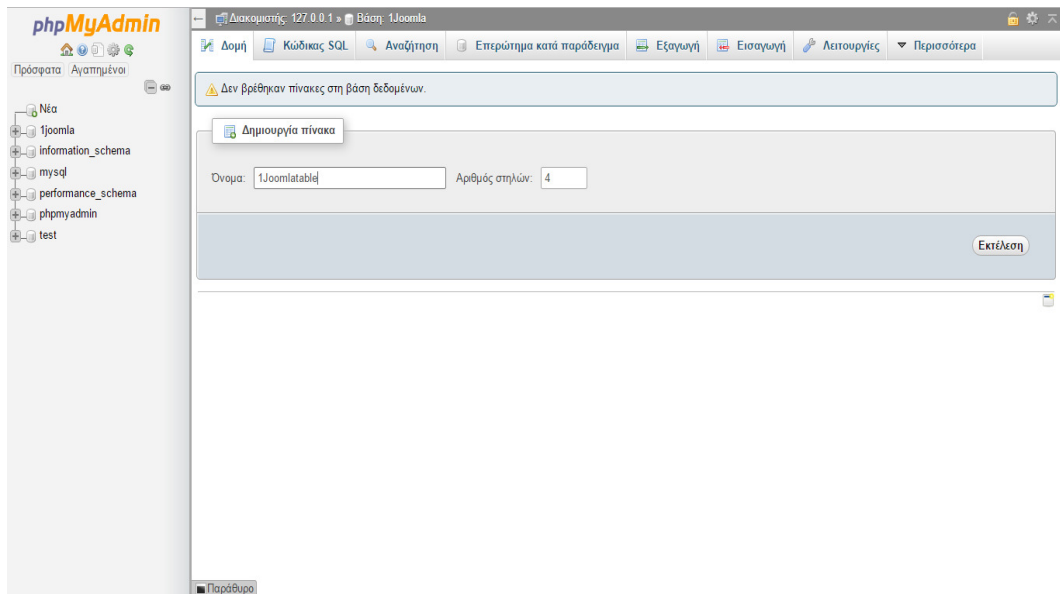 phpMyAdmin
Πρόσφατα Αγαπημένοι
Νέα
1joomla
information_schema
mysql
performance_schema
phpmyadmin
test
Διακομιστής: 127.0.0.1 » Βάση: 1Joomla
Δομή Κώδικας SQL Αναζήτηση Επερώτημα κατά παράδειγμα Εξαγωγή Εισαγωγή Λειτουργίες Περισσότερα
Δεν βρέθηκαν πίνακες στη βάση δεδομένων.
Δημιουργία πίνακα
Όνομα: 1Joomlatable Αριθμός στηλών: 4
Εκτέλεση
Παράθυρο